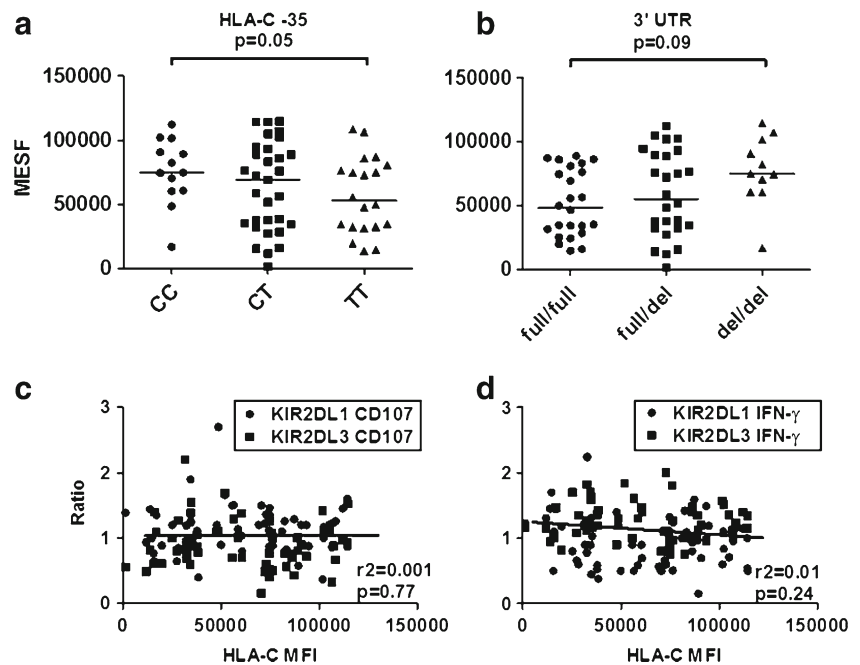 a
HLA-C -35
p=0.05
150000
100000
50000
0
MESF
CC
CT
TT
b
3' UTR
p=0.09
150000
100000
50000
0
full/full
full/del
del/del
c
3
2
1
0
Ratio
KIR2DL1 CD107
KIR2DL3 CD107
r2=0.001
p=0.77
0 50000 100000 150000
HLA-C MFI
d
3
2
1
0
KIR2DL1 IFN-γ
KIR2DL3 IFN-γ
r2=0.01
p=0.24
0 50000 100000 150000
HLA-C MFI